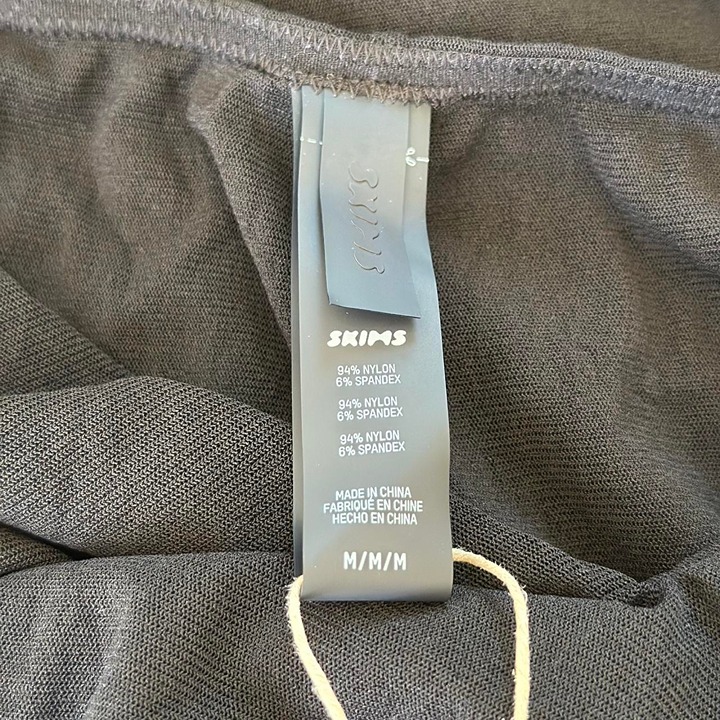 SKIMS
SKIMS
94% NYLON
6% SPANDEX
94% NYLON
6% SPANDEX
94% NYLON
6% SPANDEX
MADE IN CHINA
FABRIQUÉ EN CHINE
HECHO EN CHINA
M/M/M